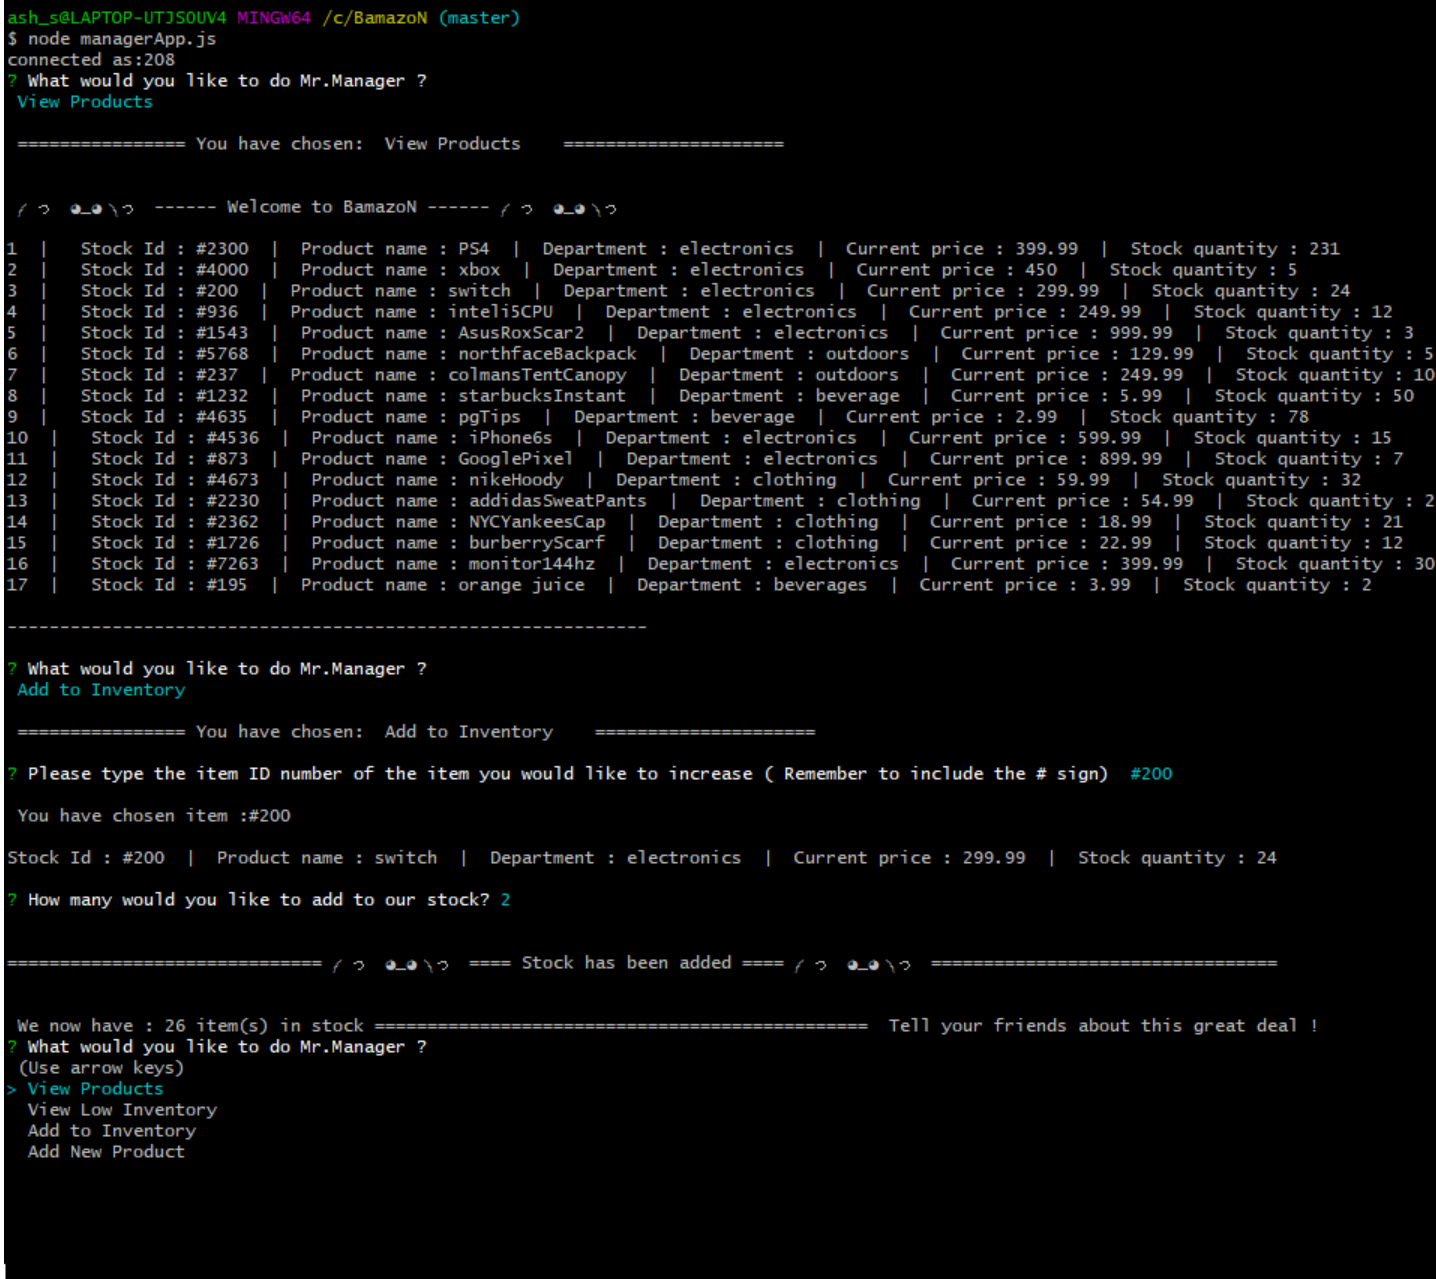 ash_s@LAPTOP-UTJSOUV4 MINGW64 /c/BamazoN (master)
$ node managerApp.js
connected as:208
? What would you like to do Mr.Manager ?
View Products
================ You have chosen:  View Products    =====================
------ Welcome to BamazoN ------
1  |   Stock Id : #2300  |  Product name : PS4  |  Department : electronics  |  Current price : 399.99  |  Stock quantity : 231
2  |   Stock Id : #4000  |  Product name : xbox  |  Department : electronics  |  Current price : 450  |  Stock quantity : 5
3  |   Stock Id : #200  |  Product name : switch  |  Department : electronics  |  Current price : 299.99  |  Stock quantity : 24
4  |   Stock Id : #936  |  Product name : inteli5CPU  |  Department : electronics  |  Current price : 249.99  |  Stock quantity : 12
5  |   Stock Id : #1543  |  Product name : AsusRoxScar2  |  Department : electronics  |  Current price : 999.99  |  Stock quantity : 3
6  |   Stock Id : #5768  |  Product name : northfaceBackpack  |  Department : outdoors  |  Current price : 129.99  |  Stock quantity : 5
7  |   Stock Id : #237  |  Product name : colmansTentCanopy  |  Department : outdoors  |  Current price : 249.99  |  Stock quantity : 10
8  |   Stock Id : #1232  |  Product name : starbucksInstant  |  Department : beverage  |  Current price : 5.99  |  Stock quantity : 50
9  |   Stock Id : #4635  |  Product name : pgTips  |  Department : beverage  |  Current price : 2.99  |  Stock quantity : 78
10  |   Stock Id : #4536  |  Product name : iPhone6s  |  Department : electronics  |  Current price : 599.99  |  Stock quantity : 15
11  |   Stock Id : #873  |  Product name : GooglePixel  |  Department : electronics  |  Current price : 899.99  |  Stock quantity : 7
12  |   Stock Id : #4673  |  Product name : nikeHoody  |  Department : clothing  |  Current price : 59.99  |  Stock quantity : 32
13  |   Stock Id : #2230  |  Product name : addidasSweatPants  |  Department : clothing  |  Current price : 54.99  |  Stock quantity : 2
14  |   Stock Id : #2362  |  Product name : NYCYankeesCap  |  Department : clothing  |  Current price : 18.99  |  Stock quantity : 21
15  |   Stock Id : #1726  |  Product name : burberryScarf  |  Department : clothing  |  Current price : 22.99  |  Stock quantity : 12
16  |   Stock Id : #7263  |  Product name : monitor144hz  |  Department : electronics  |  Current price : 399.99  |  Stock quantity : 30
17  |   Stock Id : #195  |  Product name : orange juice  |  Department : beverages  |  Current price : 3.99  |  Stock quantity : 2
-------------------------------------------------------------
? What would you like to do Mr.Manager ?
Add to Inventory
================ You have chosen:  Add to Inventory    =====================
? Please type the item ID number of the item you would like to increase ( Remember to include the # sign)  #200
You have chosen item :#200
Stock Id : #200  |  Product name : switch  |  Department : electronics  |  Current price : 299.99  |  Stock quantity : 24
? How many would you like to add to our stock? 2
============================== ==== Stock has been added ==== =================================
We now have : 26 item(s) in stock ===============================================  Tell your friends about this great deal !
? What would you like to do Mr.Manager ?
(Use arrow keys)
> View Products
View Low Inventory
Add to Inventory
Add New Product